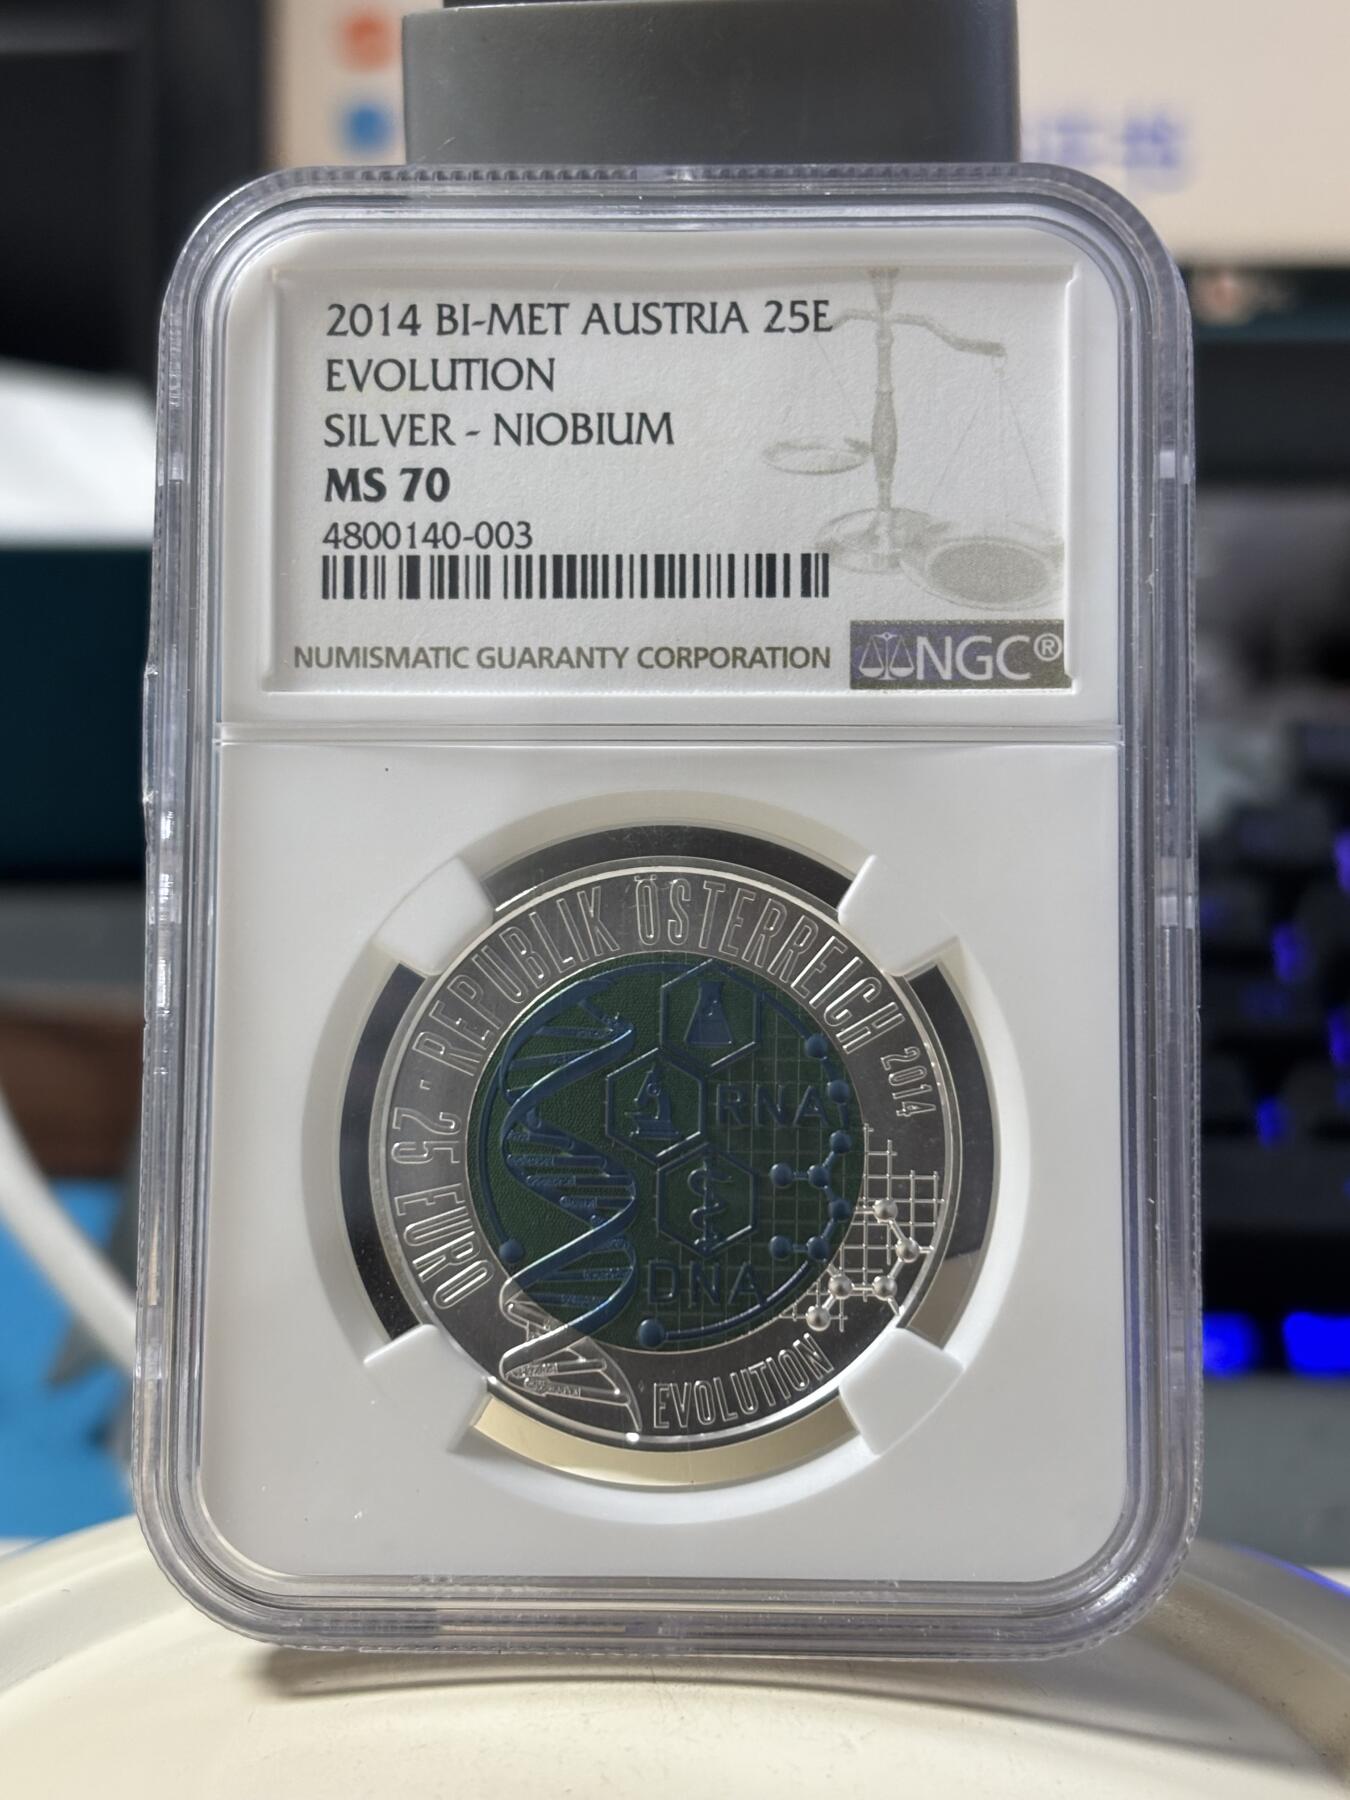 2014 BI-MET AUSTRIA 25E
EVOLUTION
SILVER - NIOBIUM
MS 70
4800140-003
NUMISMATIC GUARANTY CORPORATION
NGC®
25 EURO · REPUBLIK ÖSTERREICH 2014
RNA
DNA
EVOLUTION